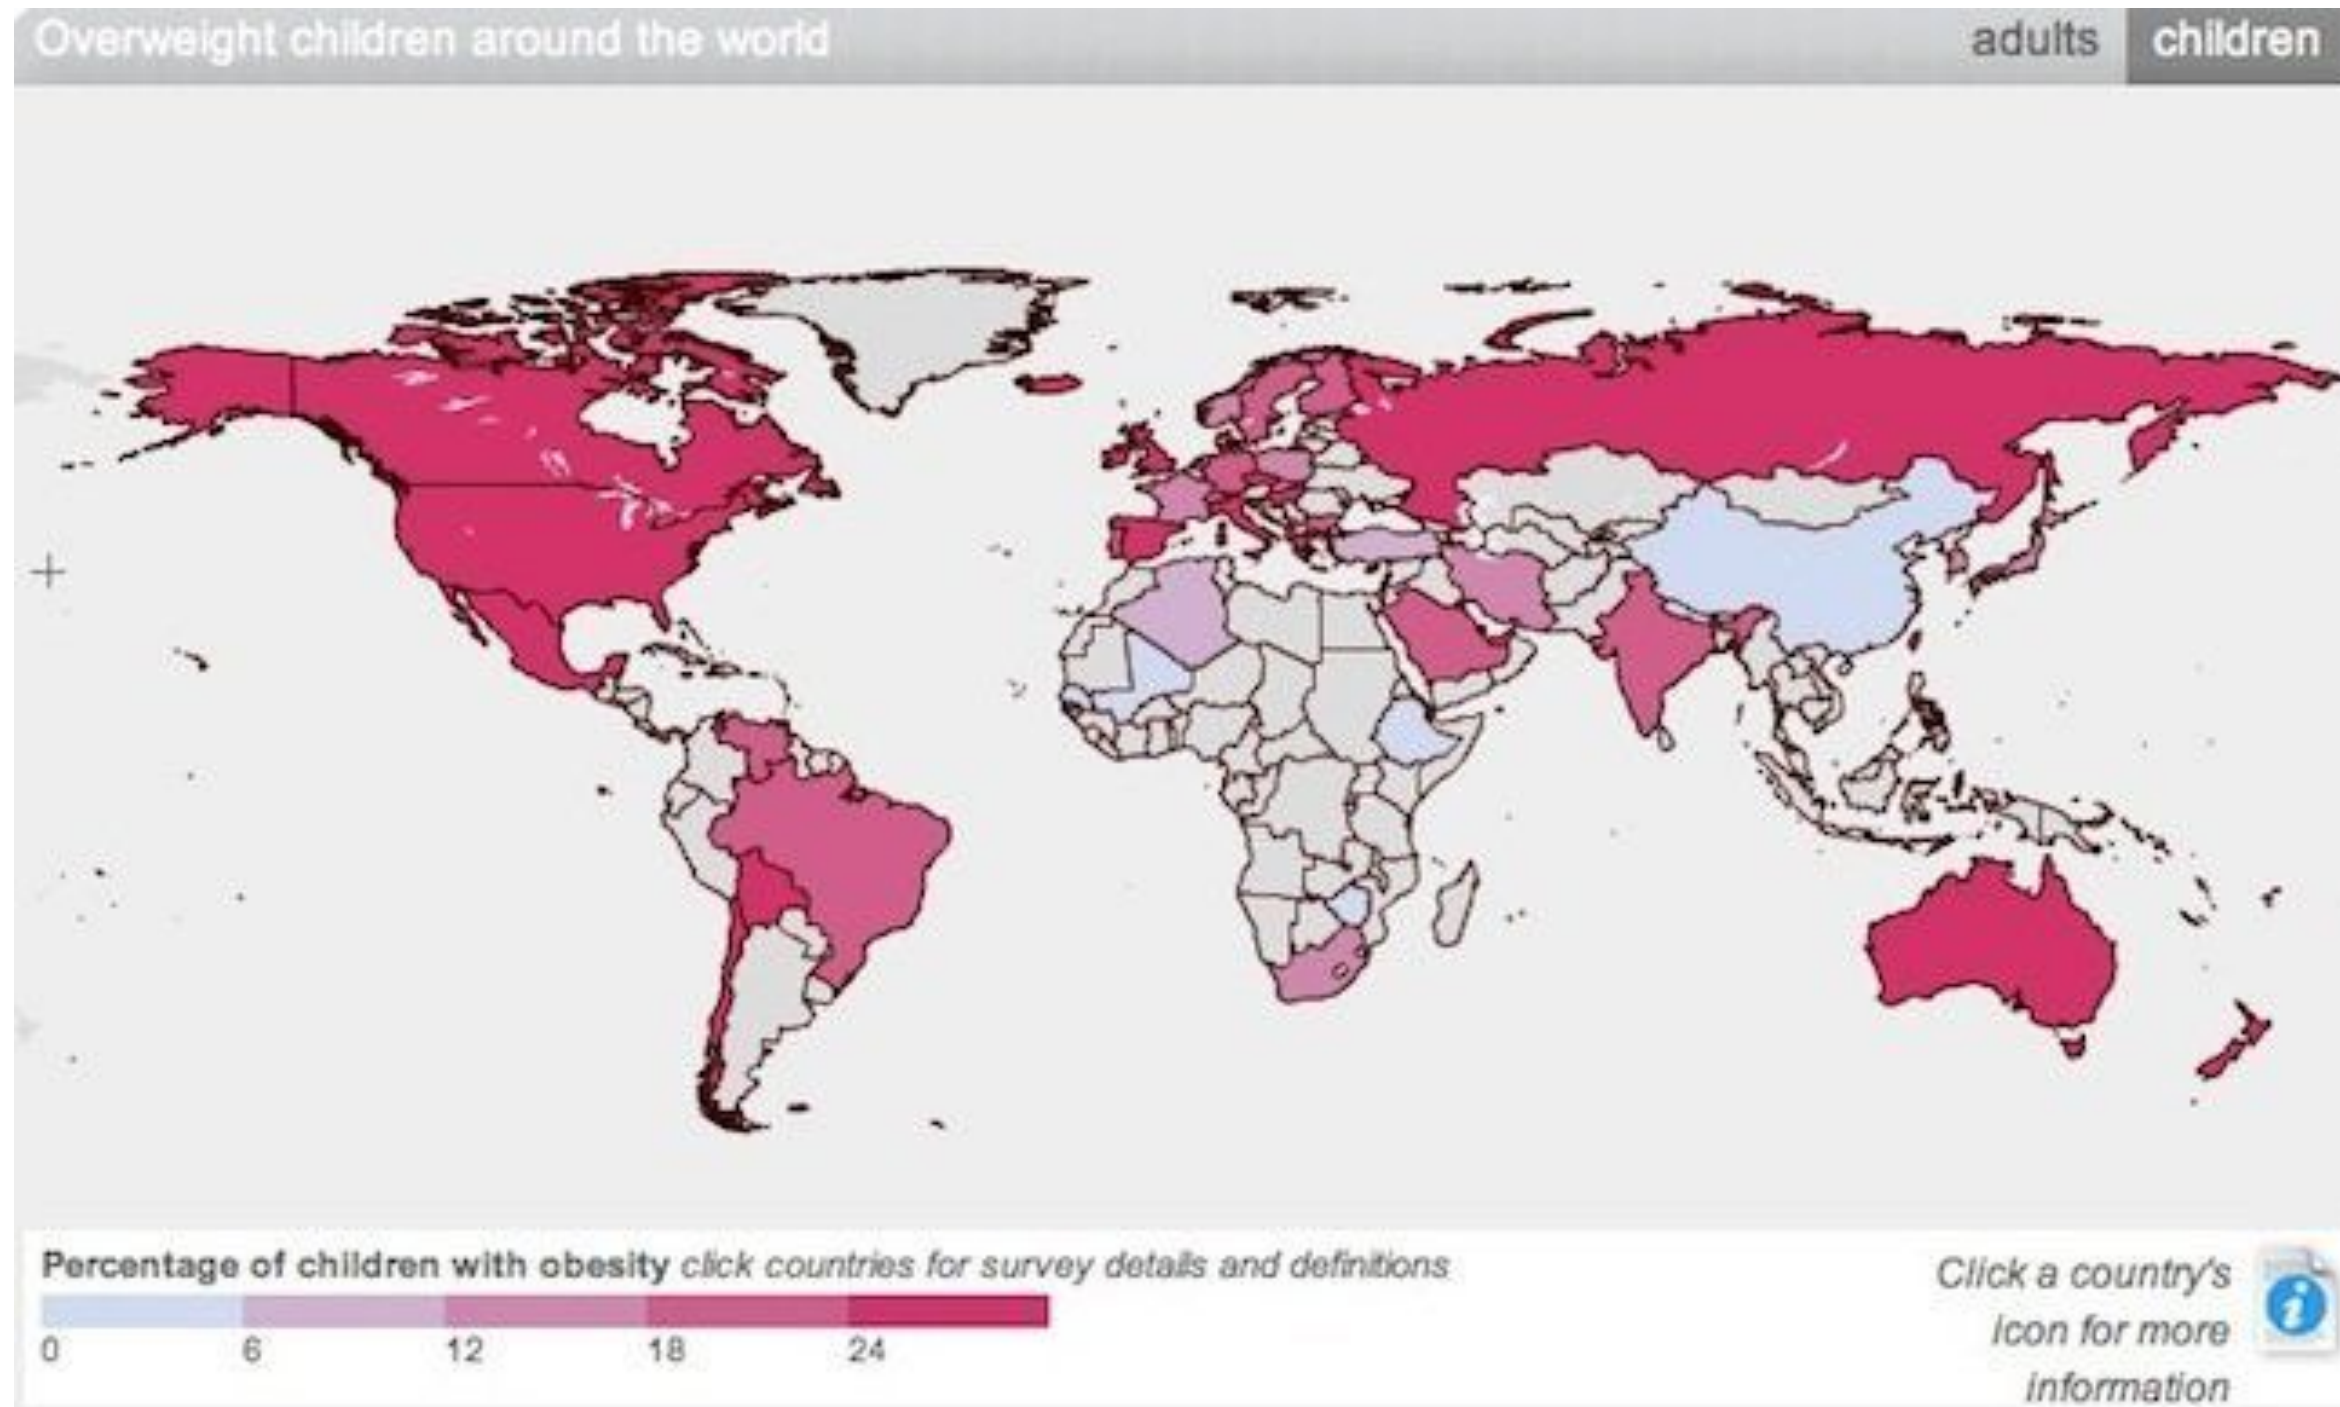 Overweight children around the world
adults
children
Percentage of children with obesity click countries for survey details and definitions
0 6 12 18 24
Click a country's
icon for more
information
i